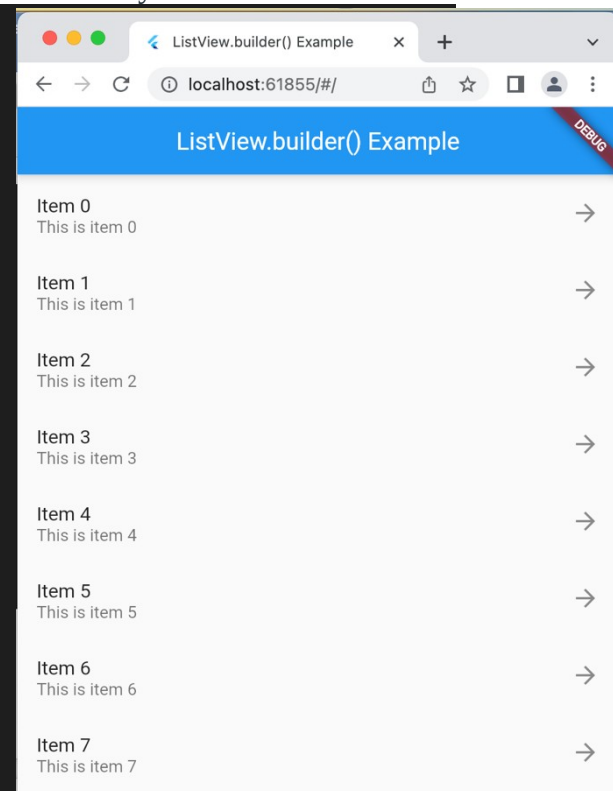 ListView.builder() Example
localhost:61855/#/
ListView.builder() Example
DEBUG
Item 0
This is item 0
Item 1
This is item 1
Item 2
This is item 2
Item 3
This is item 3
Item 4
This is item 4
Item 5
This is item 5
Item 6
This is item 6
Item 7
This is item 7